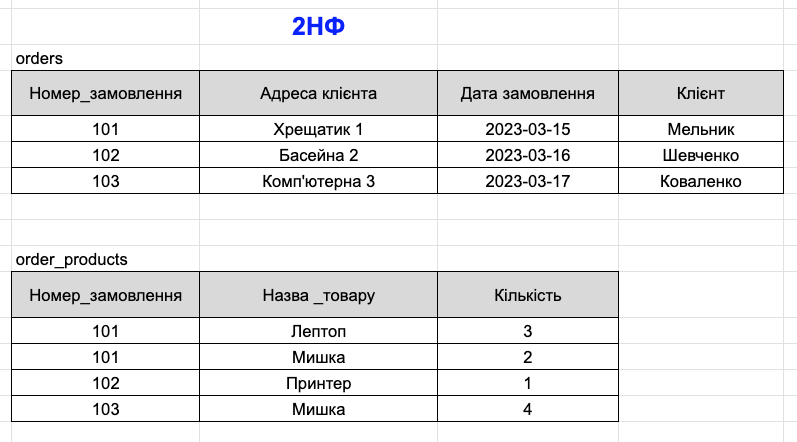 2НФ
orders
Номер_замовлення Адреса клієнта Дата замовлення Клієнт
101 Хрещатик 1 2023-03-15 Мельник
102 Басейна 2 2023-03-16 Шевченко
103 Комп'ютерна 3 2023-03-17 Коваленко
order_products
Номер_замовлення Назва _товару Кількість
101 Лептоп 3
101 Мишка 2
102 Принтер 1
103 Мишка 4